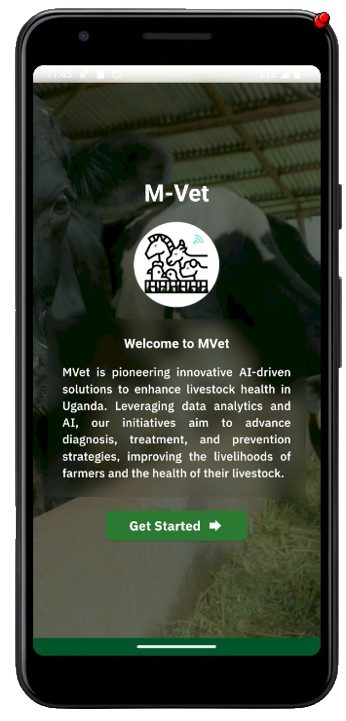 11:45
M-Vet
Welcome to MVet
MVet is pioneering innovative AI-driven
solutions to enhance livestock health in
Uganda. Leveraging data analytics and
AI, our initiatives aim to advance
diagnosis, treatment, and prevention
strategies, improving the livelihoods of
farmers and the health of their livestock.
Get Started